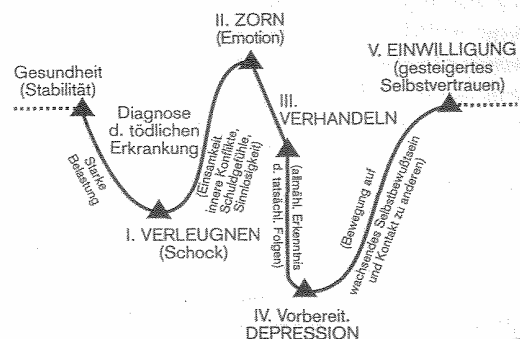 II. ZORN
(Emotion)
V. EINWILLIGUNG
(gesteigertes
Selbstvertrauen)
Gesundheit
(Stabilität)
Diagnose
d. tödlichen
Erkrankung
III.
VERHANDELN
Starke
Belastung
(Einsamkeit
innere Konflikte,
Schuldgefühle,
Sinnlosigkeit)
(allmähl. Erkenntnis
d. tatsächl. Folgen)
(Bewegung auf
wachsendes Selbstbewußtsein
und Kontakt zu anderen)
I. VERLEUGNEN
(Schock)
IV. Vorbereit.
DEPRESSION